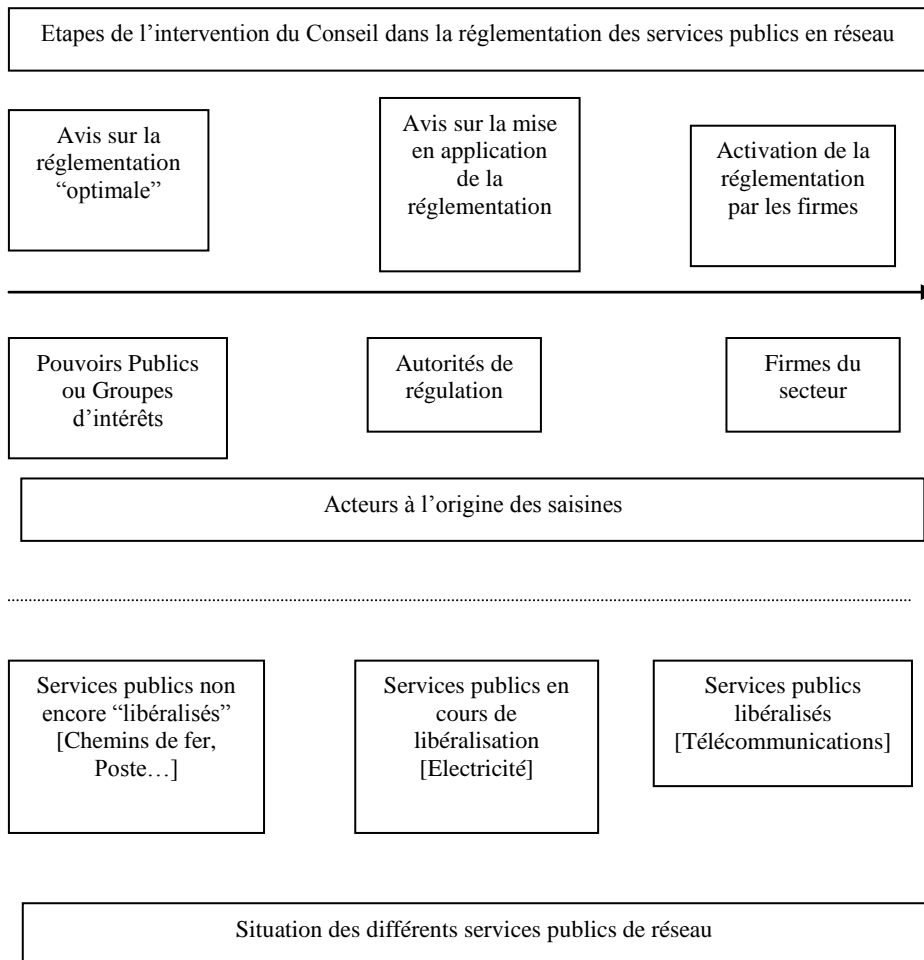 Etapes de l’intervention du Conseil dans la réglementation des services publics en réseau
Avis sur la
réglementation
“optimale”
Avis sur la mise
en application
de la
réglementation
Activation de la
réglementation
par les firmes
Pouvoirs Publics
ou Groupes
d’intérêts
Autorités de
régulation
Firmes du
secteur
Acteurs à l’origine des saisines
Services publics non
encore “libéralisés”
[Chemins de fer,
Poste…]
Services publics en
cours de
libéralisation
[Electricité]
Services publics
libéralisés
[Télécommunications]
Situation des différents services publics de réseau